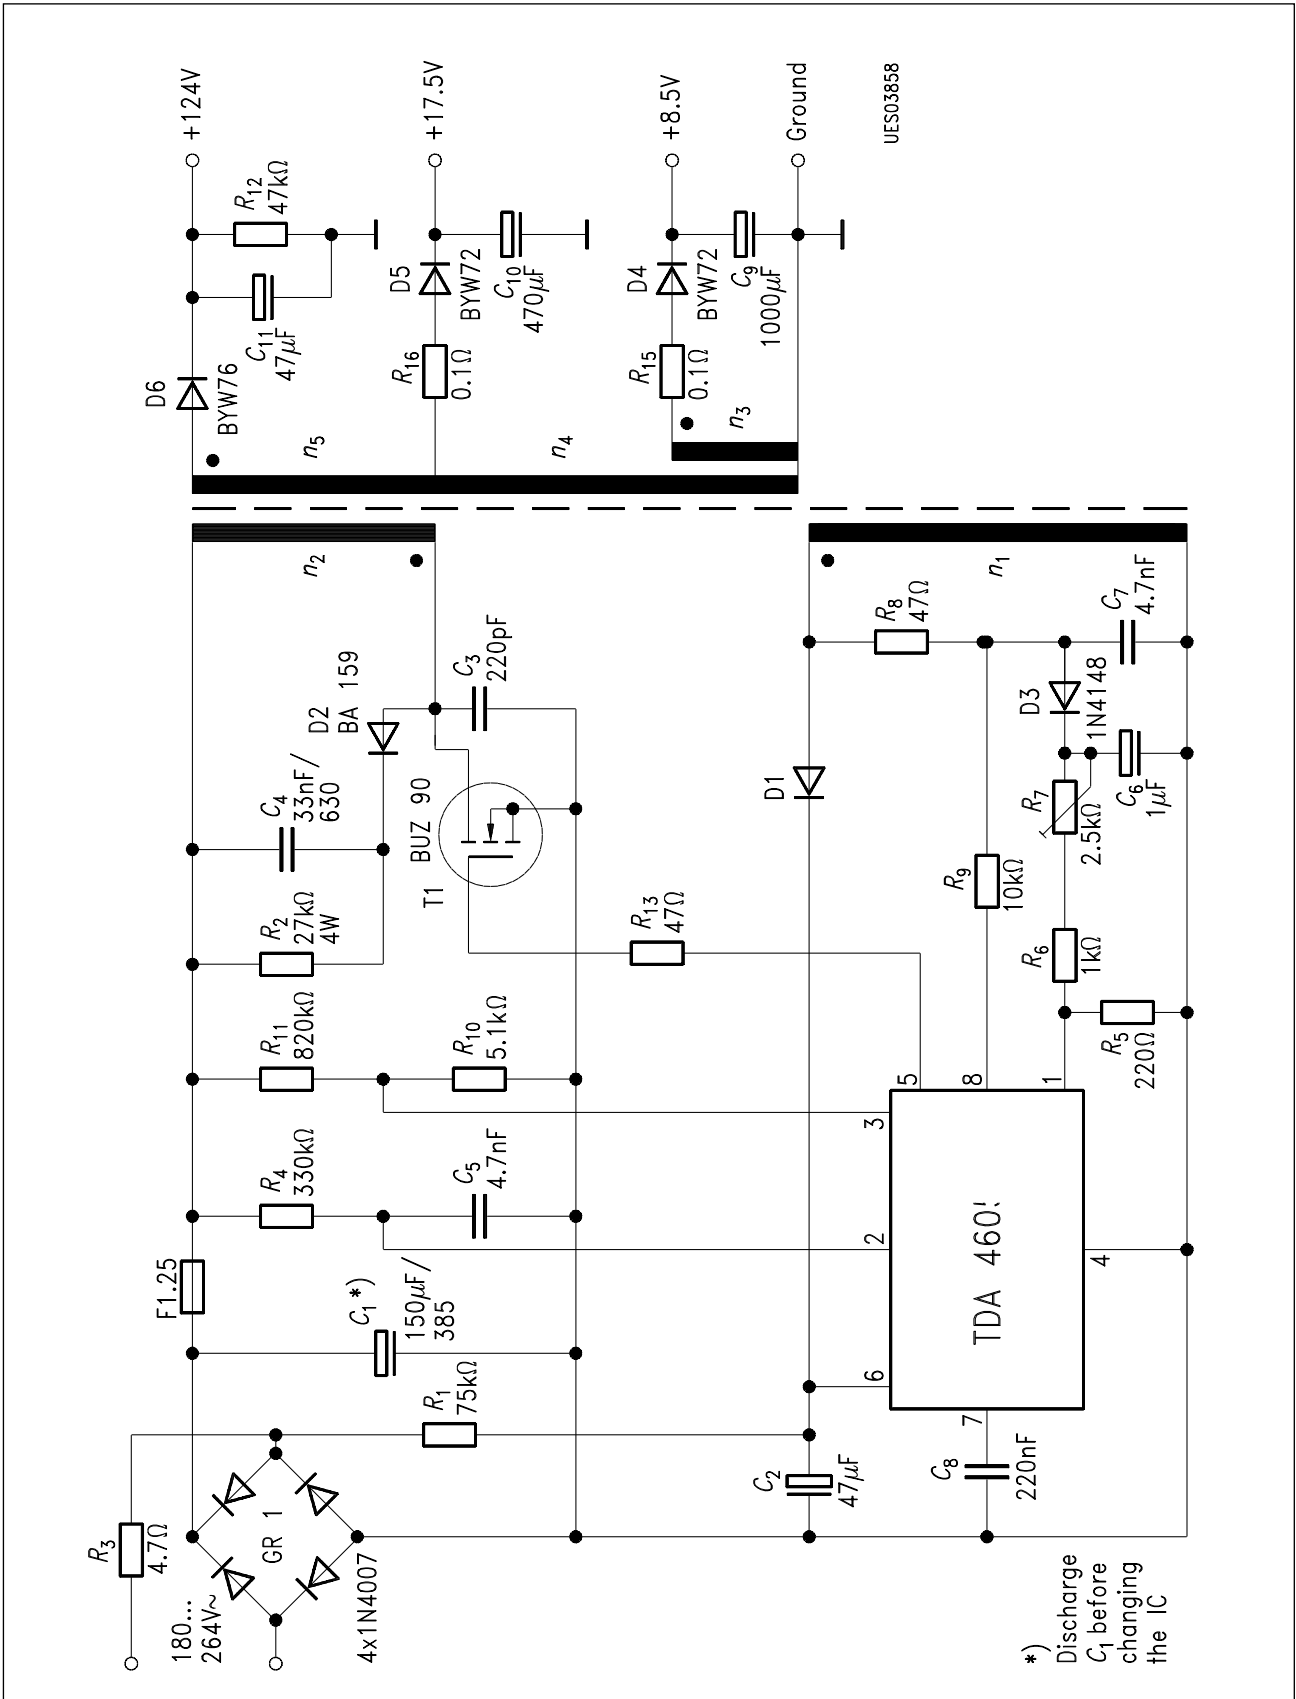 +124V
+17.5V
+8.5V
Ground
UES03858
R12
47kΩ
C11
47µF
D6
BYW76
D5
BYW72
C10
470µF
R16
0.1Ω
D4
BYW72
C9
1000µF
R15
0.1Ω
n5
n4
n3
n2
n1
D2
BA 159
C3
220pF
C4
33nF/
630
BUZ 90
T1
R2
27kΩ
4W
R13
47Ω
R11
820kΩ
R10
5.1kΩ
R4
330kΩ
C5
4.7nF
F1.25
C1 *)
150µF/
385
R1
75kΩ
R3
4.7Ω
180...
264V~
GR 1
4x1N4007
D1
R8
47Ω
C7
4.7nF
D3
1N4148
R7
2.5kΩ
C6
1µF
R9
10kΩ
R6
1kΩ
R5
220Ω
5
8
1
3
2
6
7
4
TDA 460
C2
47µF
C8
220nF
*)
Discharge
C1 before
changing
the IC